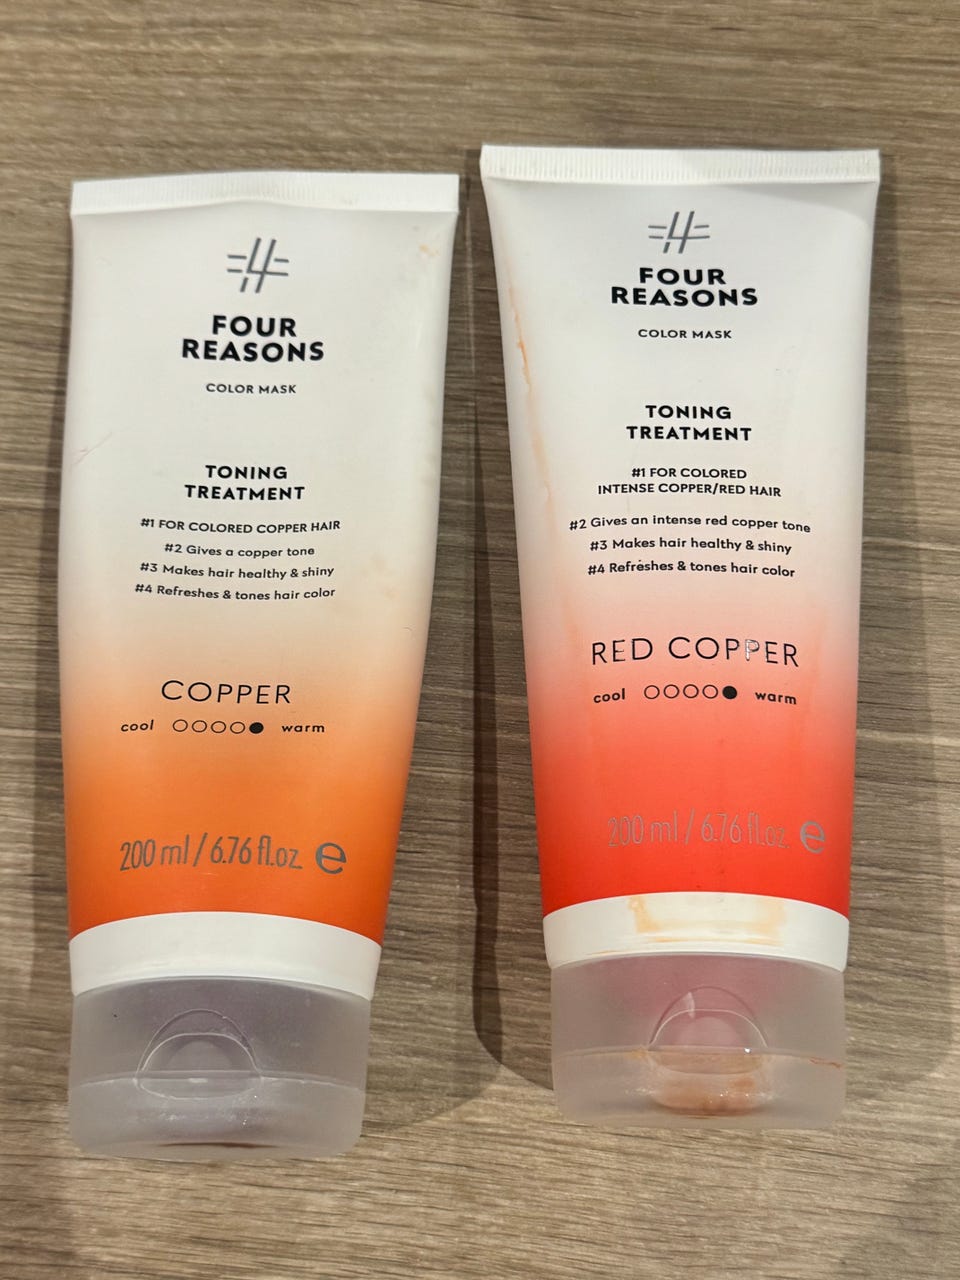 4
FOUR
REASONS
COLOR MASK
TONING
TREATMENT
#1 FOR COLORED COPPER HAIR
#2 Gives a copper tone
#3 Makes hair healthy & shiny
#4 Refreshes & tones hair color
COPPER
cool warm
200 ml / 6.76 fl.oz. e
4
FOUR
REASONS
COLOR MASK
TONING
TREATMENT
#1 FOR COLORED
INTENSE COPPER/RED HAIR
#2 Gives an intense red copper tone
#3 Makes hair healthy & shiny
#4 Refreshes & tones hair color
RED COPPER
cool warm
200 ml / 6.76 fl.oz. e